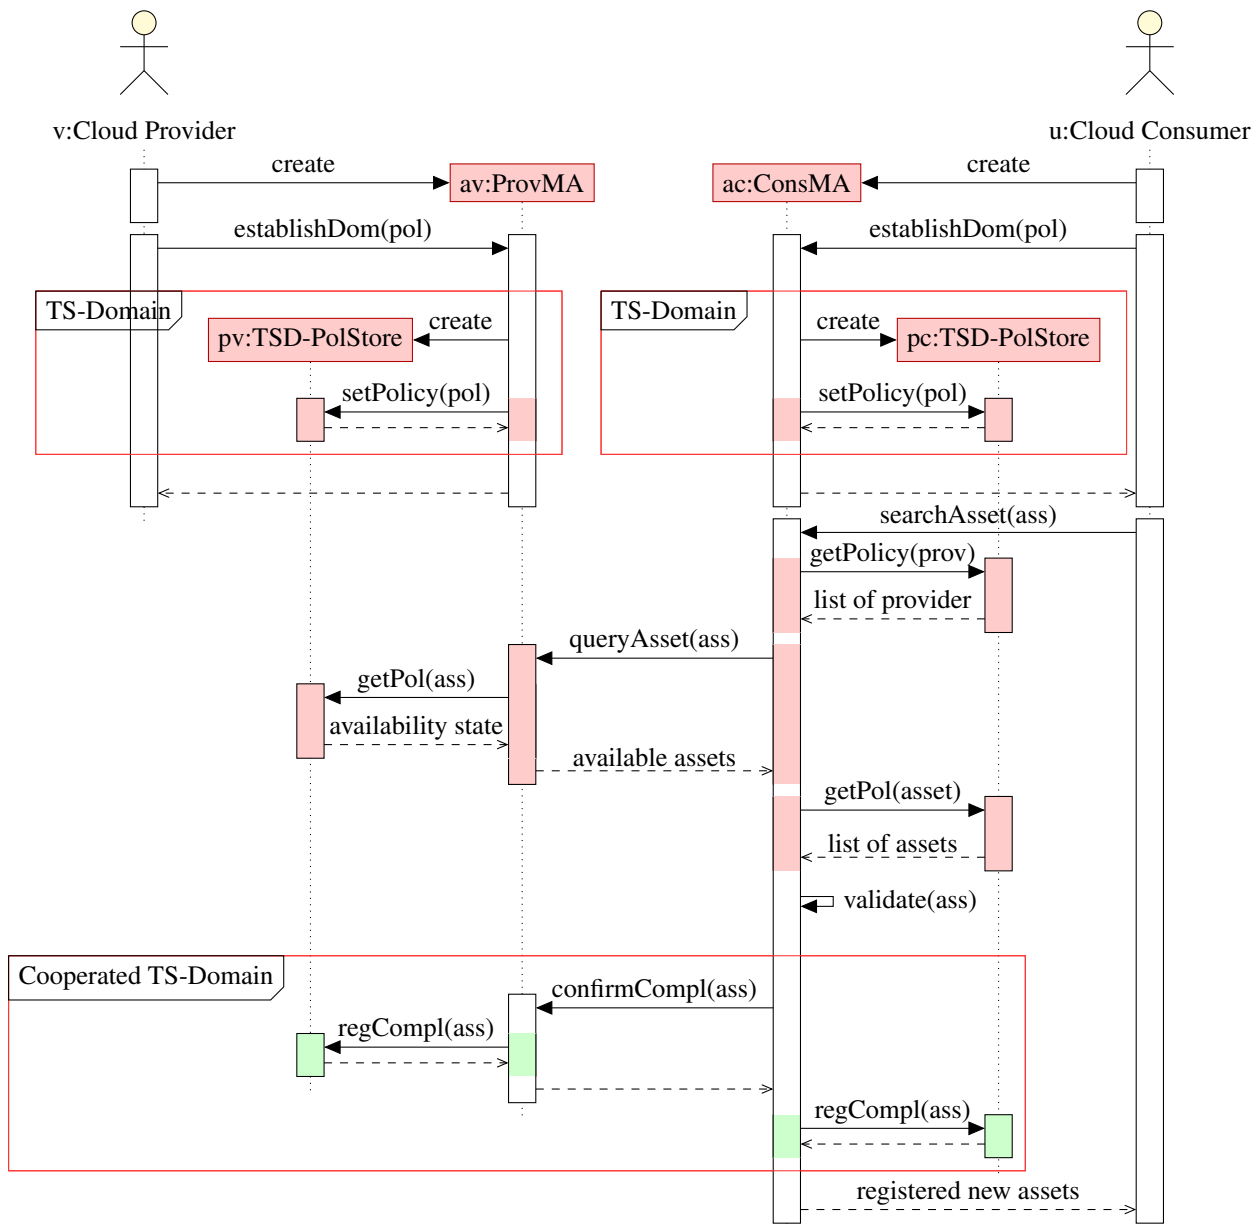 v:Cloud Provider
u:Cloud Consumer
create
create
av:ProvMA
ac:ConsMA
establishDom(pol)
establishDom(pol)
TS-Domain
TS-Domain
create
create
pv:TSD-PolStore
pc:TSD-PolStore
setPolicy(pol)
setPolicy(pol)
searchAsset(ass)
getPolicy(prov)
list of provider
queryAsset(ass)
getPol(ass)
availability state
available assets
getPol(asset)
list of assets
validate(ass)
Cooperated TS-Domain
confirmCompl(ass)
regCompl(ass)
regCompl(ass)
registered new assets